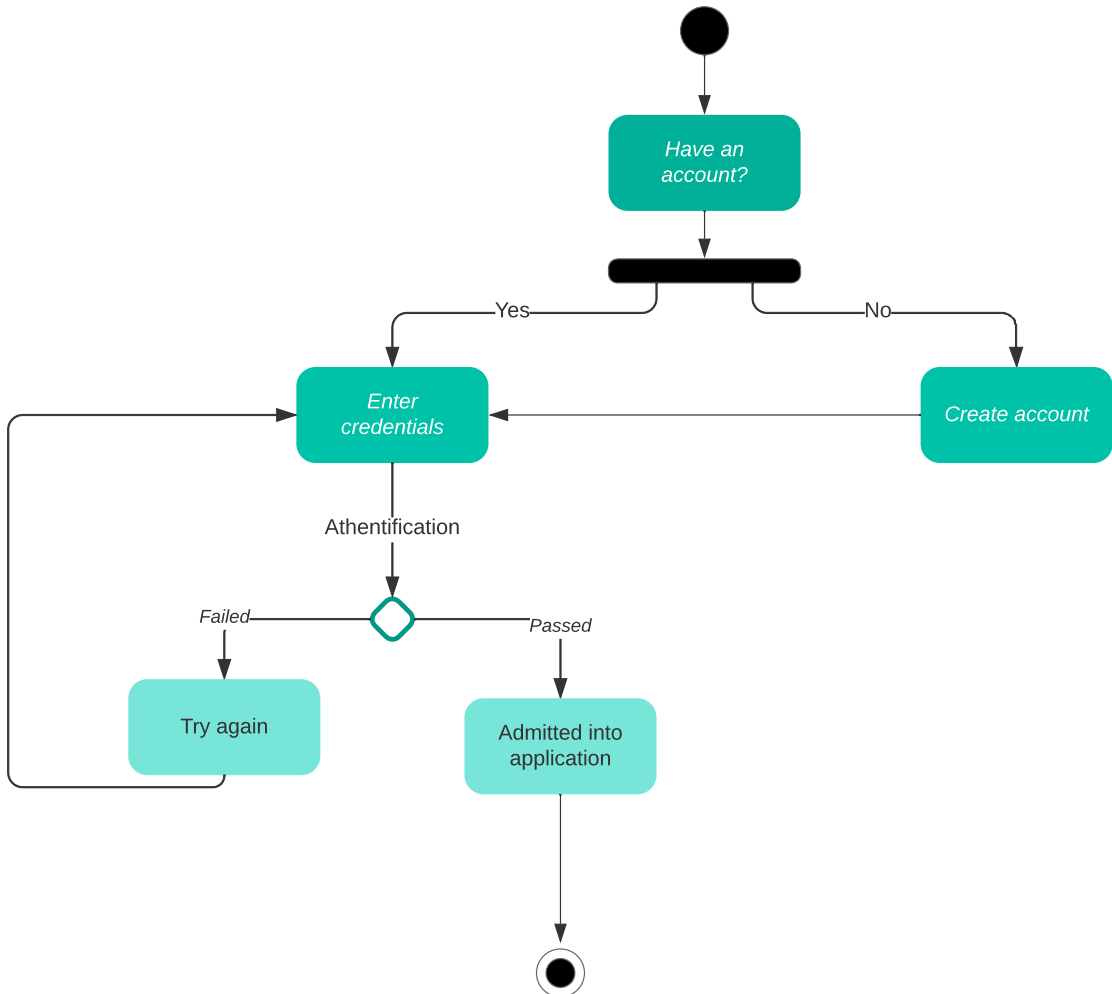 Have an
account?
Yes
No
Enter
credentials
Create account
Athentification
Failed
Passed
Try again
Admitted into
application